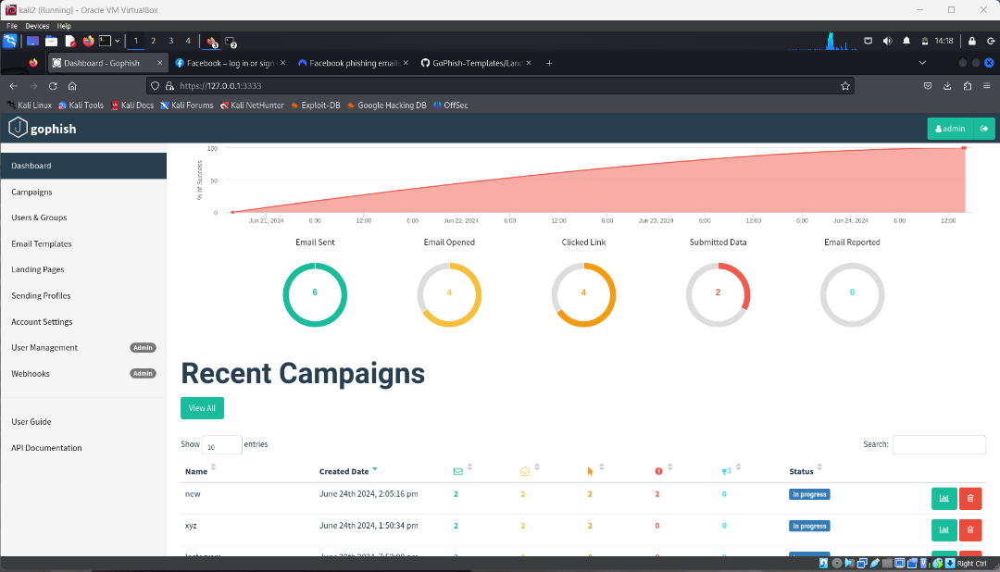 kali2 [Running] - Oracle VM VirtualBox
File Devices Help
1 2 3 4 14:18
Dashboard - Gophish Facebook – log in or sign Facebook phishing emails GoPhish-Templates/Land
https://127.0.0.1:3333
Kali Linux Kali Tools Kali Docs Kali Forums Kali NetHunter Exploit-DB Google Hacking DB OffSec
gophish admin
Dashboard
Campaigns
Users & Groups
Email Templates
Landing Pages
Sending Profiles
Account Settings
User Management Admin
Webhooks Admin
User Guide
API Documentation
% of Success
100
50
0
Jun 21, 2024 6:00 12:00 6:00 Jun 22, 2024 6:00 12:00 6:00 Jun 23, 2024 6:00 12:00 6:00 Jun 24, 2024 6:00 12:00
Email Sent Email Opened Clicked Link Submitted Data Email Reported
6 4 4 2 0
Recent Campaigns
View All
Show 10 entries Search:
Name Created Date Status
new June 24th 2024, 2:05:16 pm 2 2 2 2 0 In progress
xyz June 24th 2024, 1:50:34 pm 2 2 2 0 0 In progress
Right Ctrl